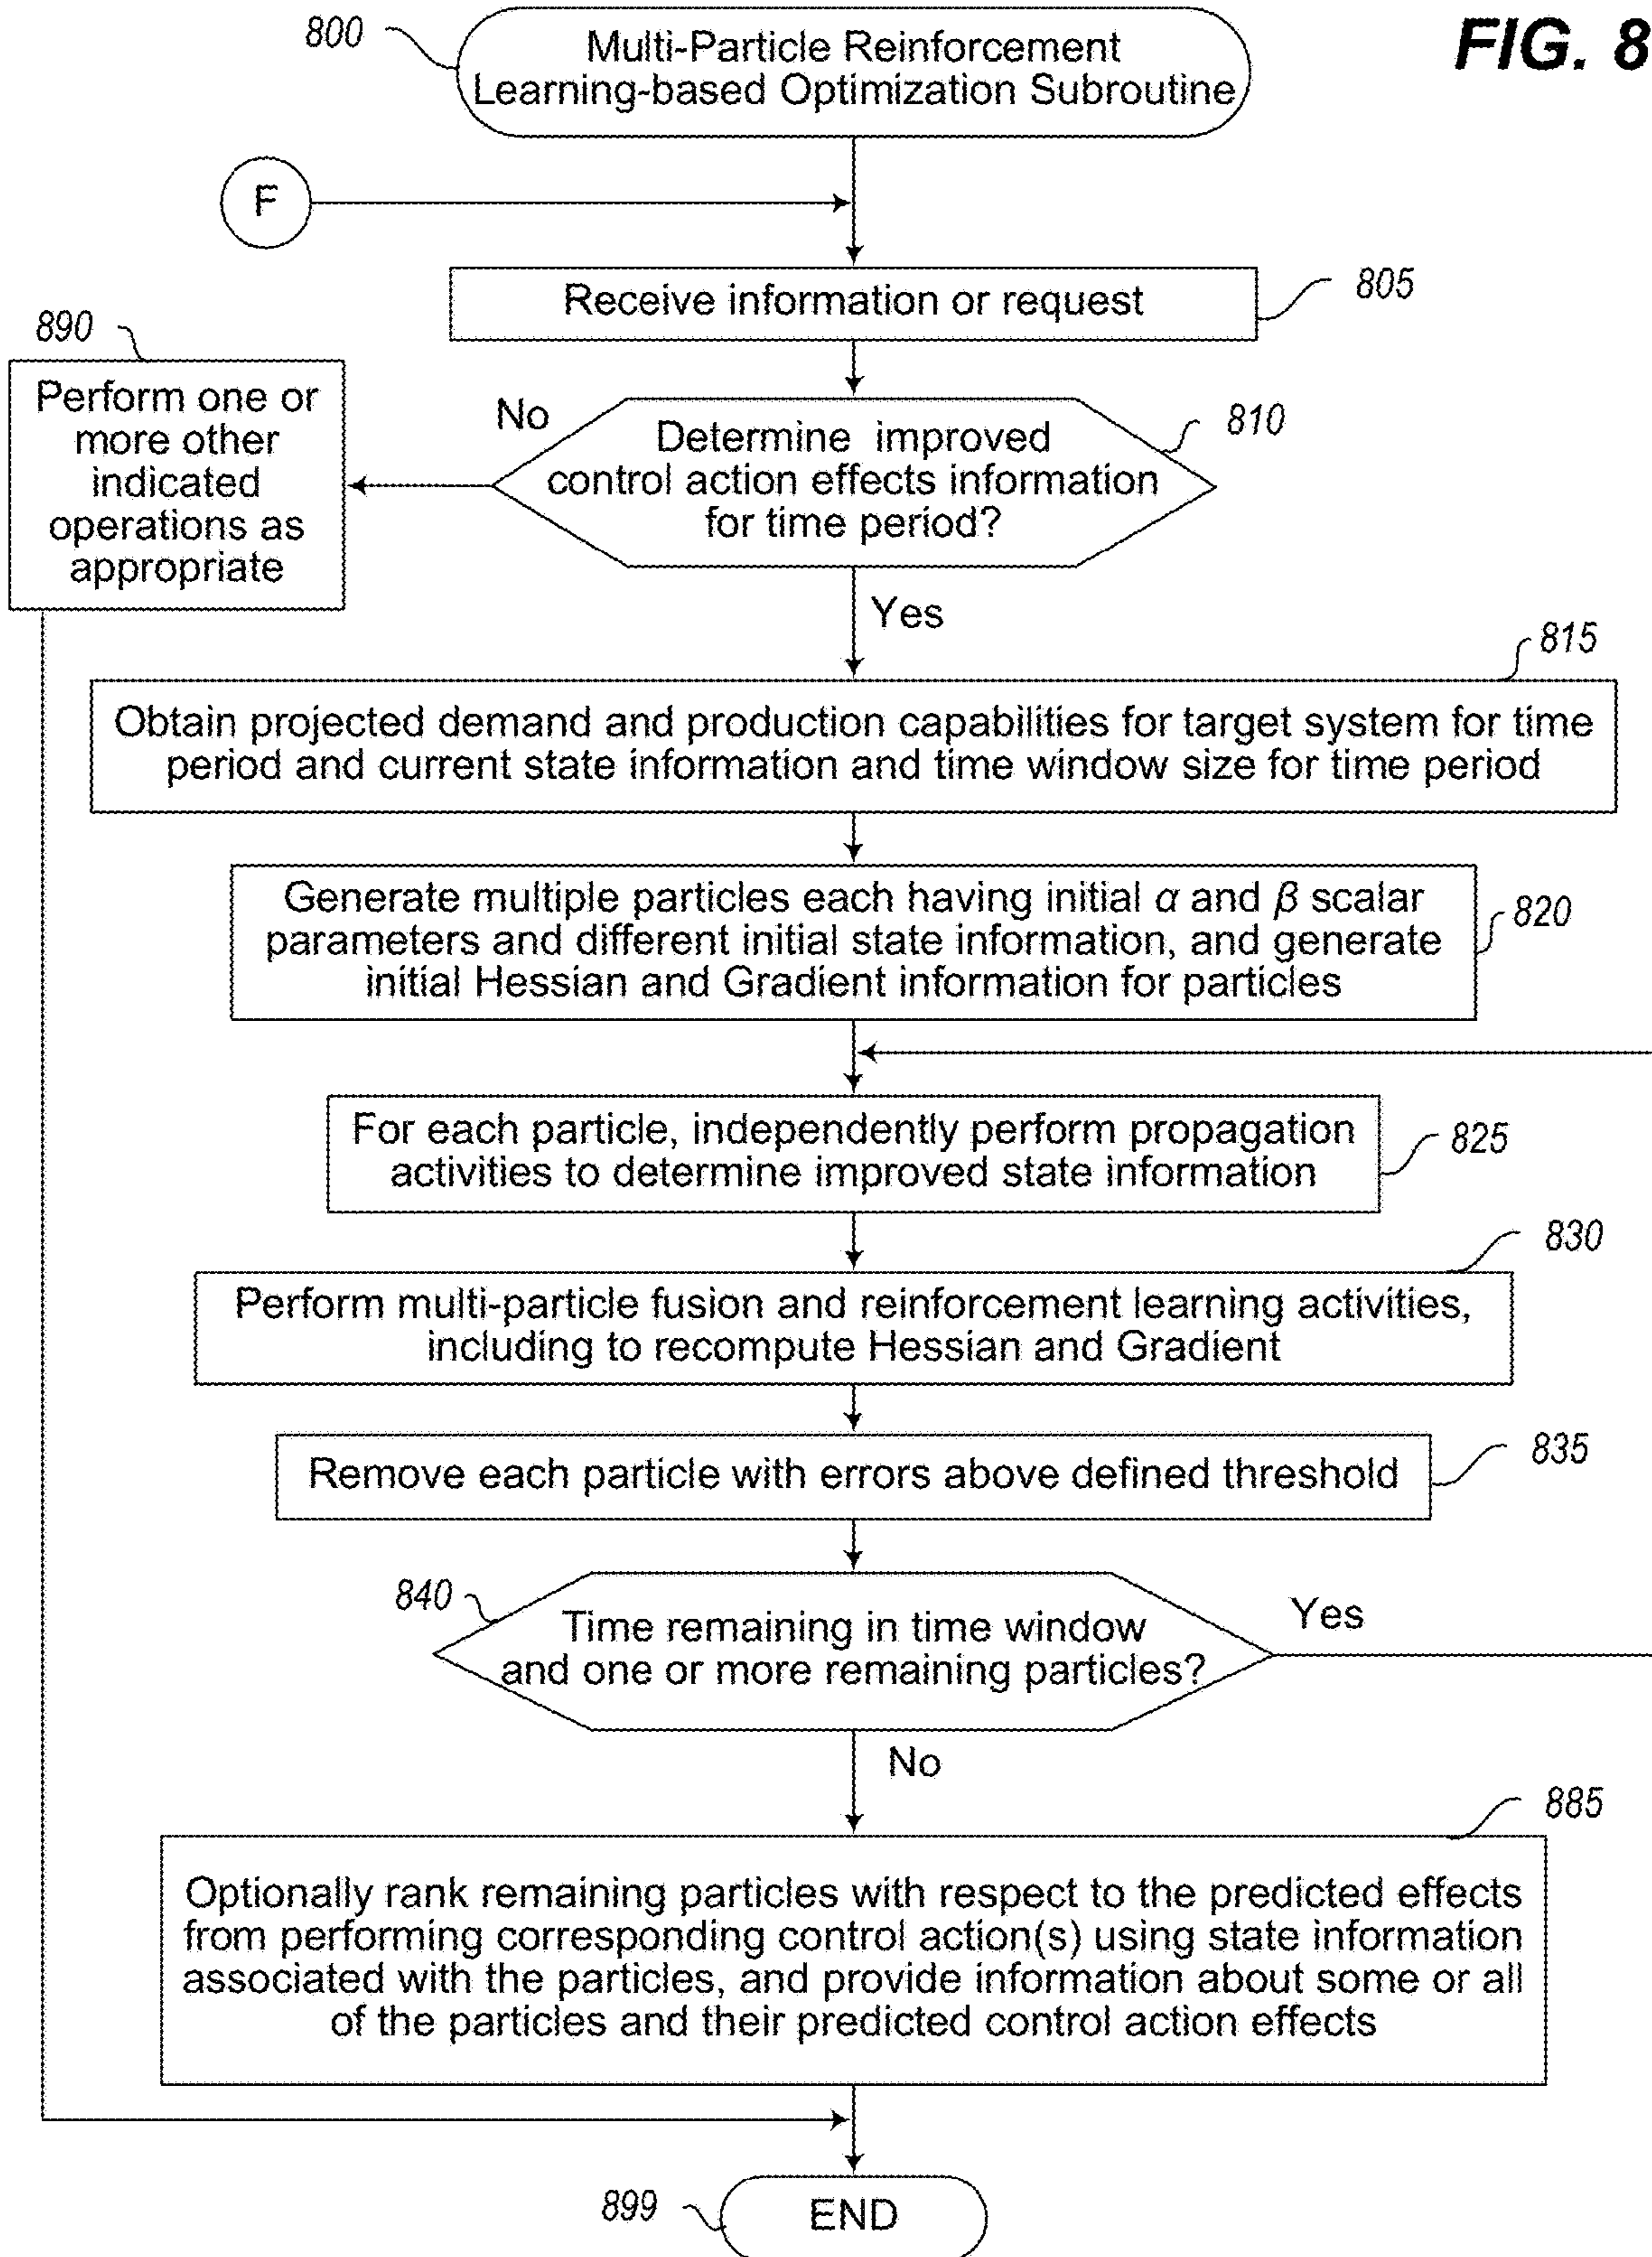 FIG. 8
800
Multi-Particle Reinforcement
Learning-based Optimization Subroutine
F
Receive information or request
805
890
Perform one or
more other
indicated
operations as
appropriate
No
Determine improved
control action effects information
for time period?
810
Yes
815
Obtain projected demand and production capabilities for target system for time
period and current state information and time window size for time period
Generate multiple particles each having initial α and β scalar
parameters and different initial state information, and generate
initial Hessian and Gradient information for particles
820
For each particle, independently perform propagation
activities to determine improved state information
825
830
Perform multi-particle fusion and reinforcement learning activities,
including to recompute Hessian and Gradient
Remove each particle with errors above defined threshold
835
840
Time remaining in time window
and one or more remaining particles?
Yes
No
885
Optionally rank remaining particles with respect to the predicted effects
from performing corresponding control action(s) using state information
associated with the particles, and provide information about some or all
of the particles and their predicted control action effects
899
END